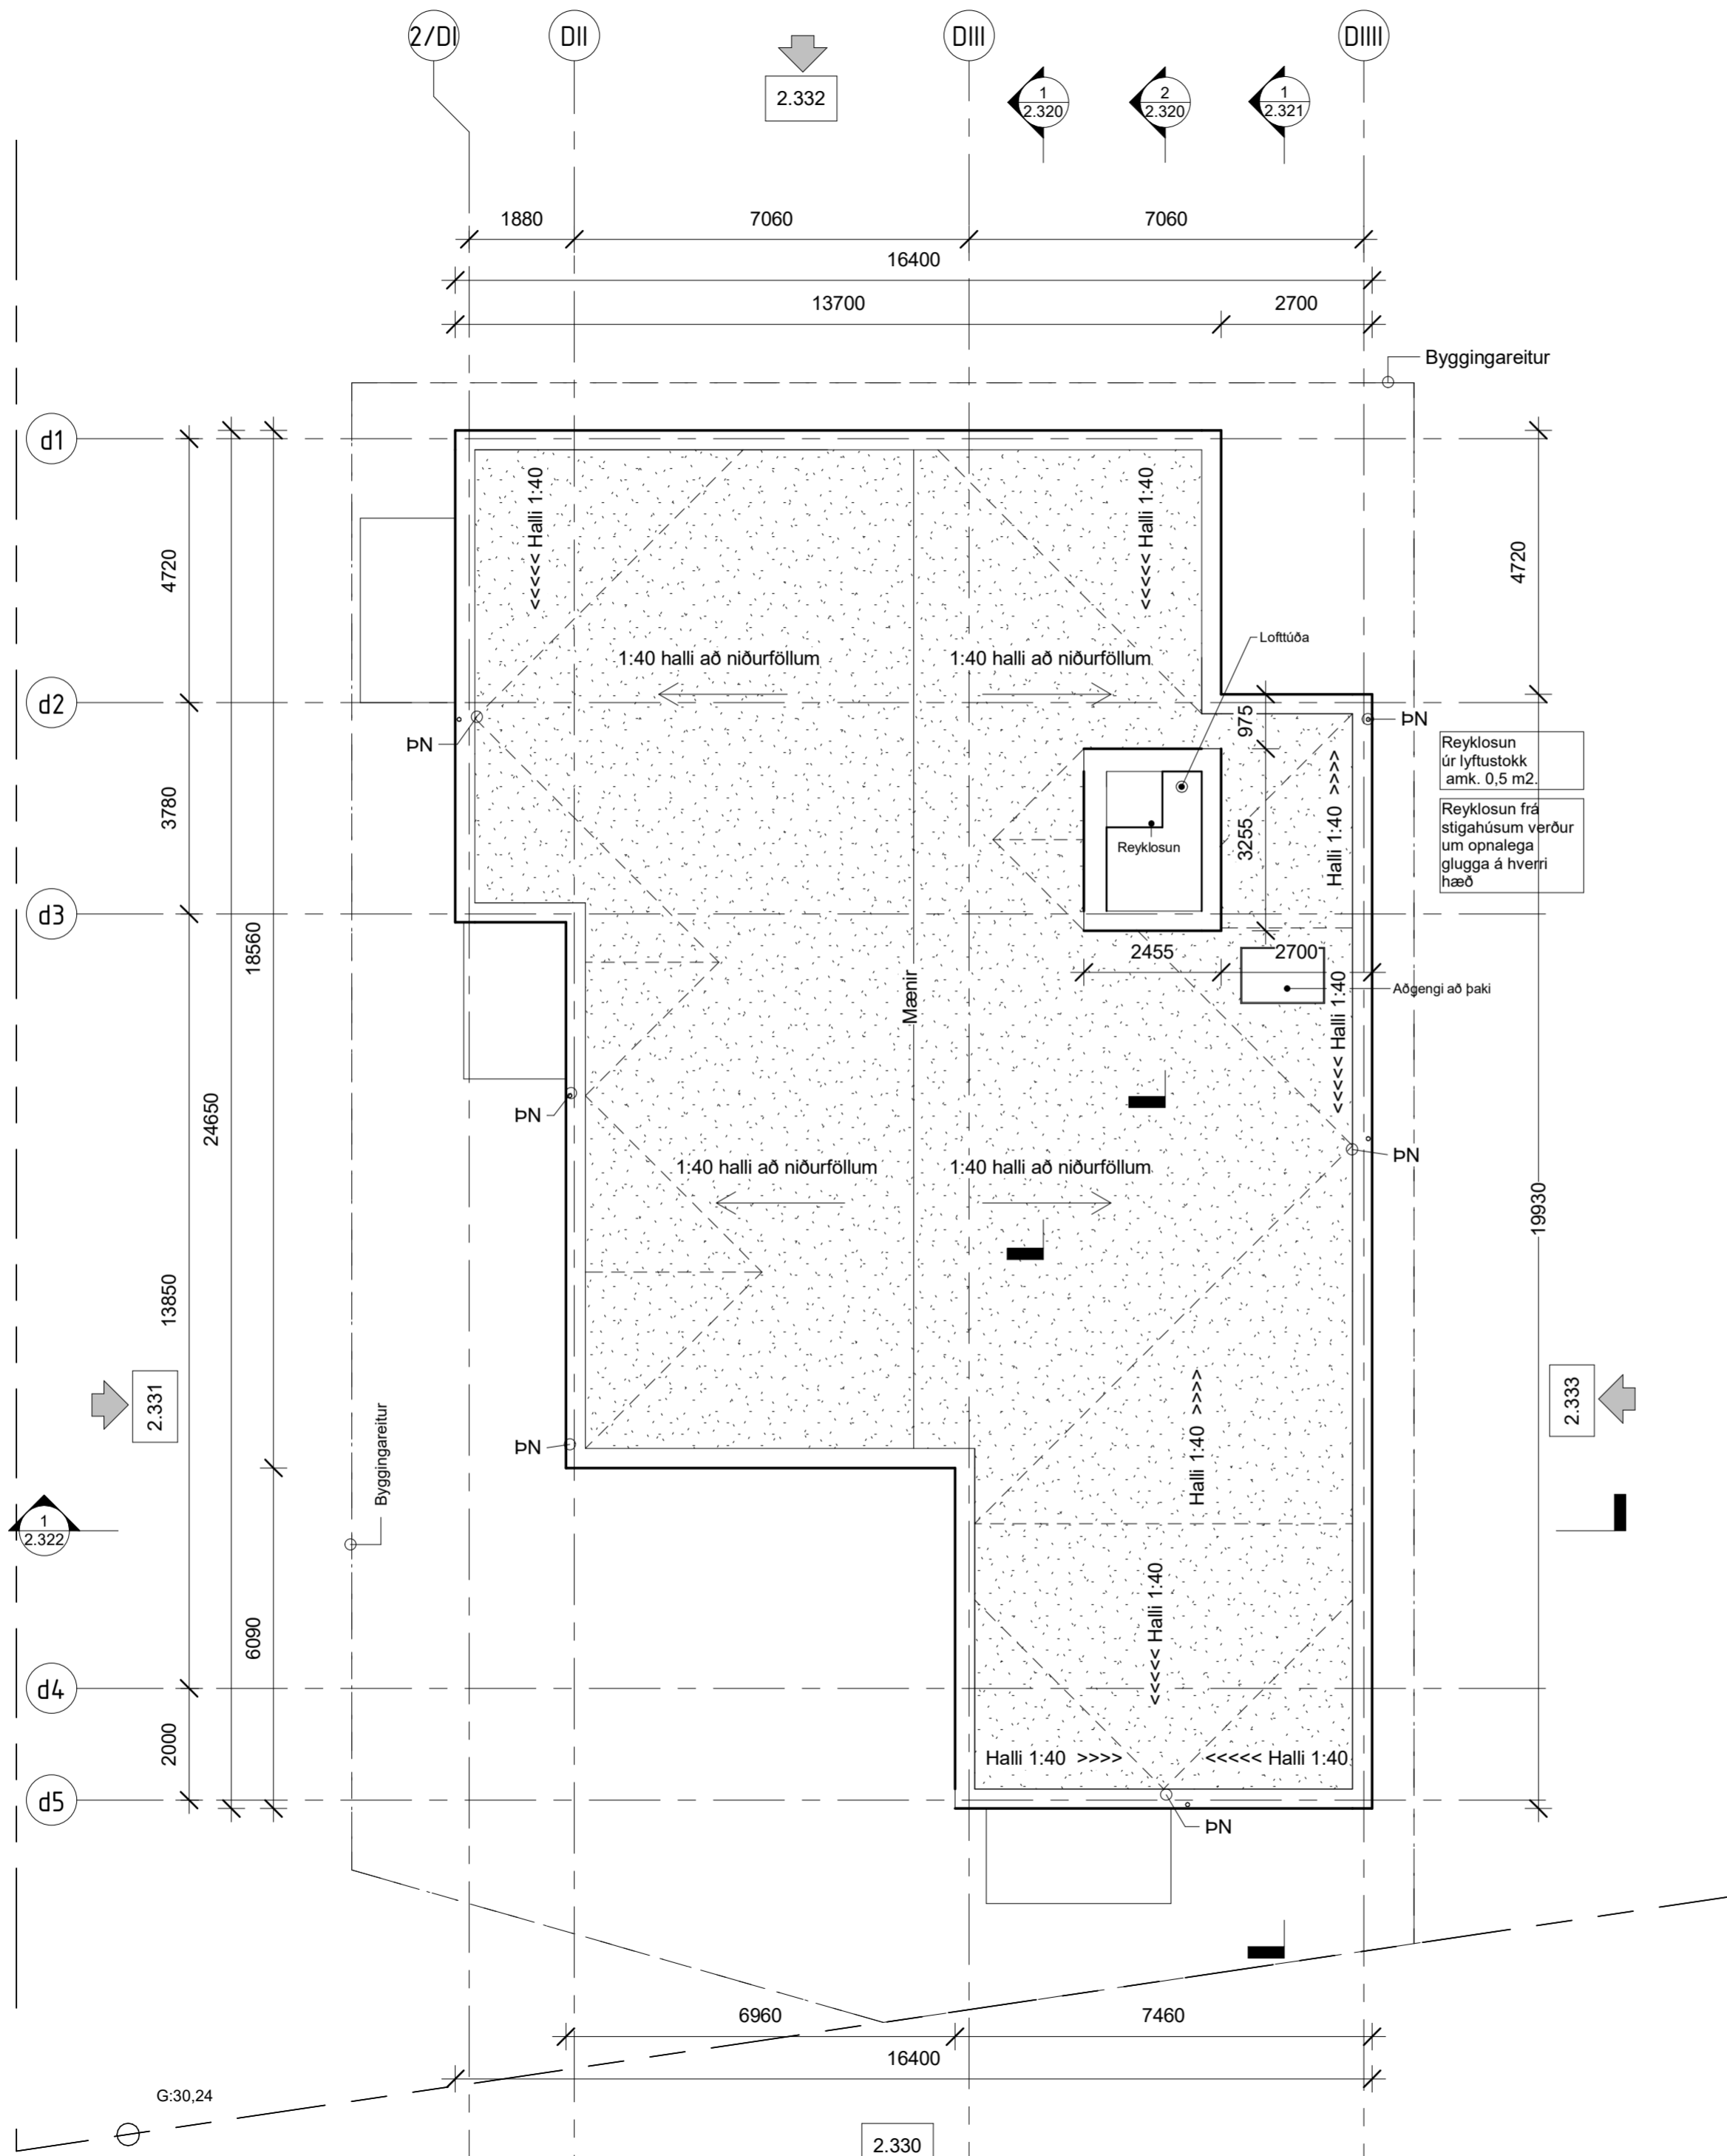 2/DI
DII
DIII
DIIII
2.332
1
2.320
2
2.320
1
2.321
1880
7060
7060
16400
13700
2700
Byggingareitur
d1
d2
d3
d4
d5
4720
3780
13850
2000
24650
18560
6090
4720
19930
<<<<< Halli 1:40
<<<<< Halli 1:40
Lofttúða
1:40 halli að niðurföllum
1:40 halli að niðurföllum
ÞN
ÞN
975
3255
Halli 1:40 >>>>
Reyklosun
úr lyftustokk
amk. 0,5 m2.
Reyklosun frá
stigahúsum verður
um opnalega
glugga á hverri
hæð
Reyklosun
2455
2700
Mænir
<<<<< Halli 1:40
Aðgengi að þaki
ÞN
ÞN
1:40 halli að niðurföllum
1:40 halli að niðurföllum
2.331
2.333
Halli 1:40 >>>>
ÞN
Byggingareitur
1
2.322
<<<<< Halli 1:40
Halli 1:40 >>>>
<<<<< Halli 1:40
ÞN
6960
7460
16400
G:30,24
2.330